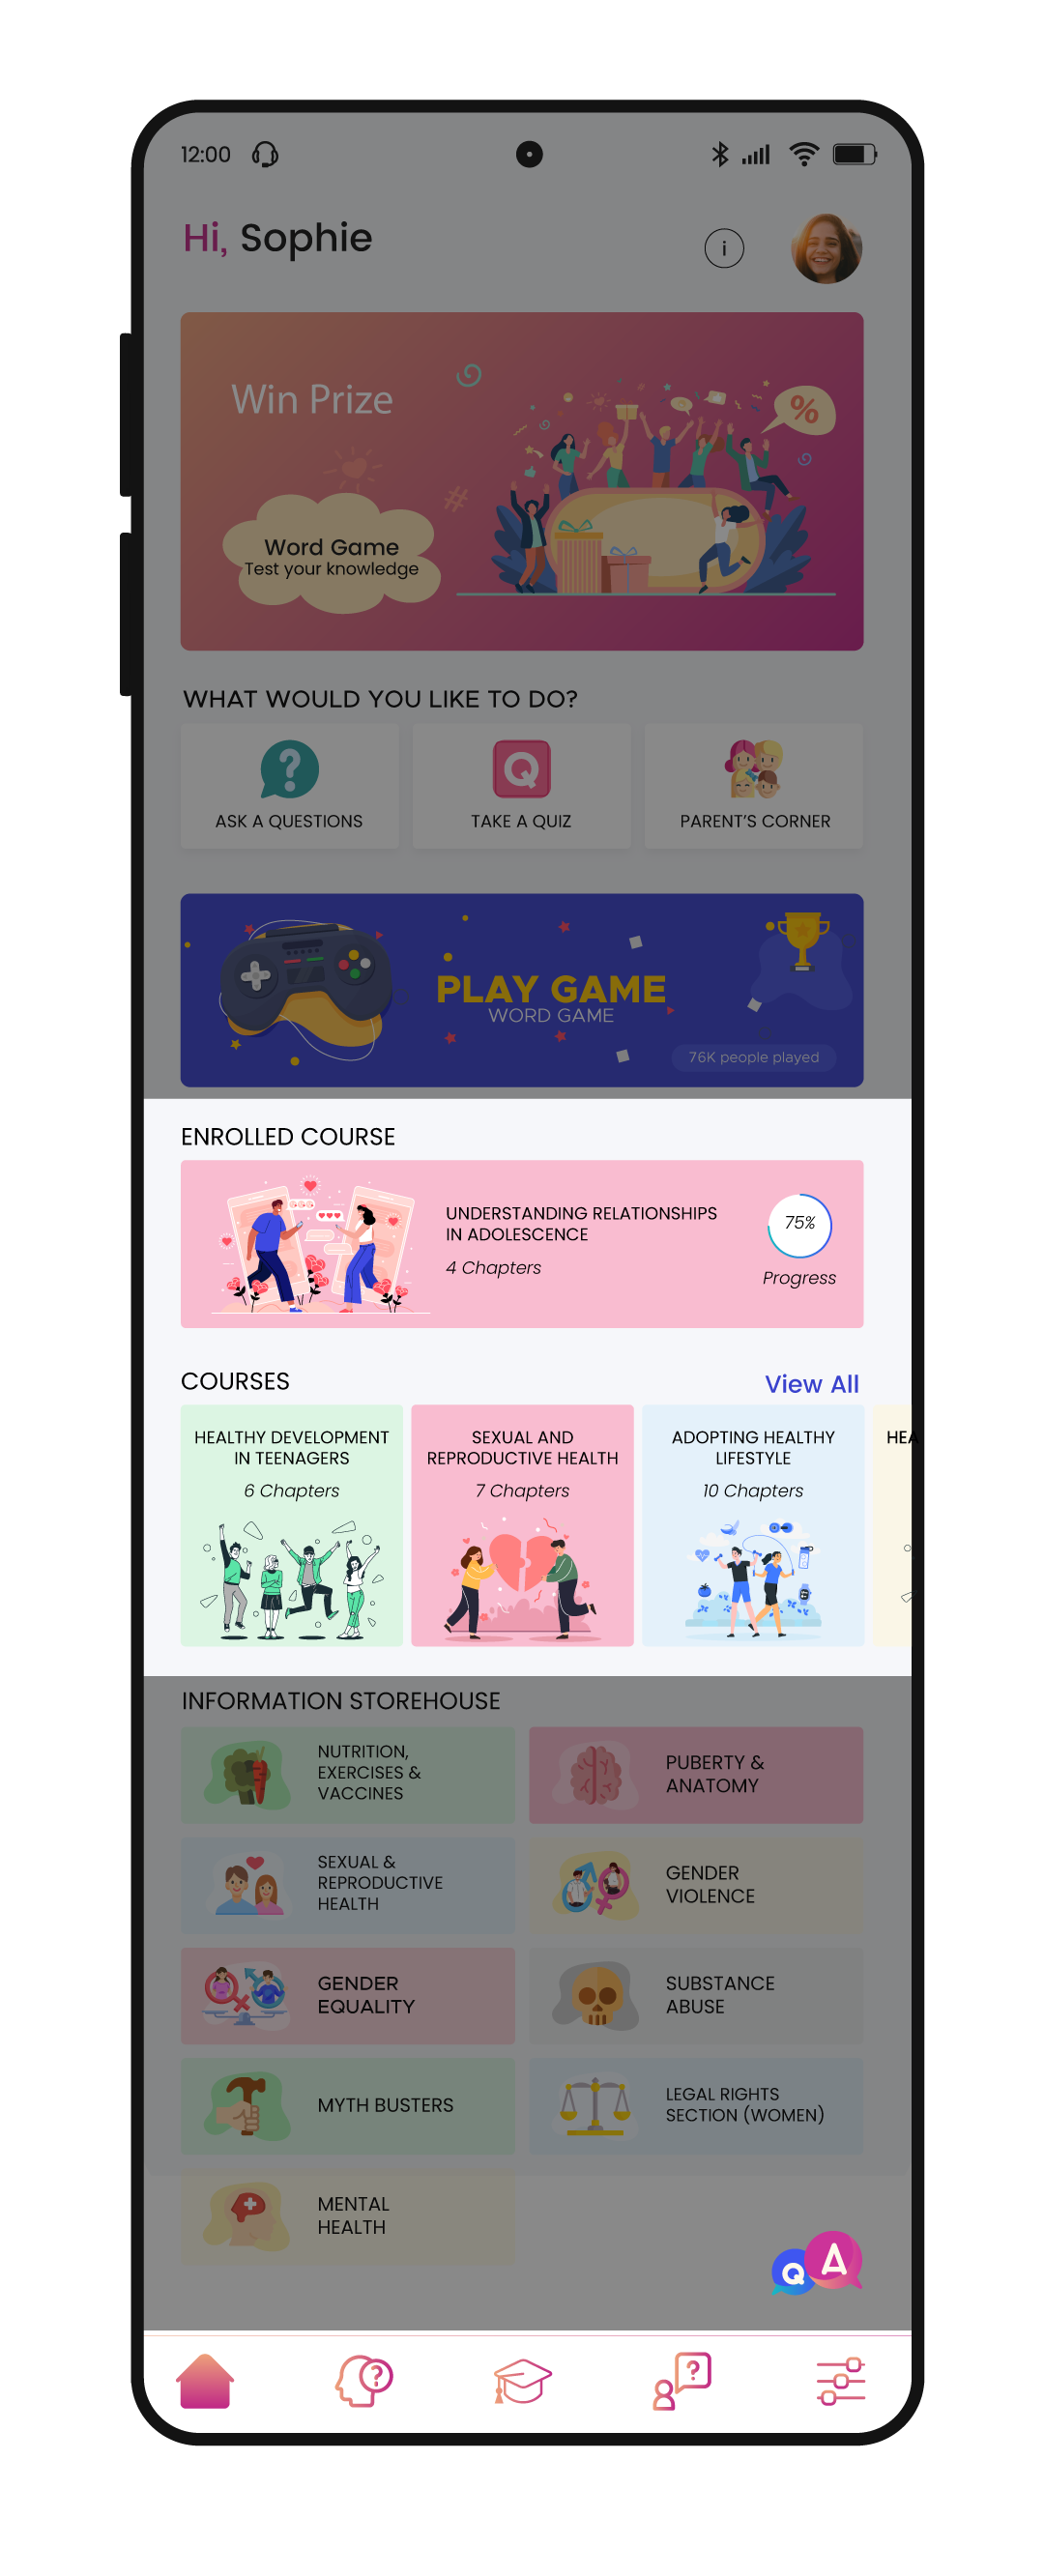 12:00
Hi, Sophie
i
Win Prize
%
#
Word Game
Test your knowledge
WHAT WOULD YOU LIKE TO DO?
?
Q
ASK A QUESTIONS
TAKE A QUIZ
PARENT'S CORNER
PLAY GAME
WORD GAME
76K people played
ENROLLED COURSE
UNDERSTANDING RELATIONSHIPS
IN ADOLESCENCE
4 Chapters
75%
Progress
COURSES
View All
HEALTHY DEVELOPMENT
IN TEENAGERS
6 Chapters
SEXUAL AND
REPRODUCTIVE HEALTH
7 Chapters
ADOPTING HEALTHY
LIFESTYLE
10 Chapters
HEA
INFORMATION STOREHOUSE
NUTRITION,
EXERCISES &
VACCINES
PUBERTY &
ANATOMY
SEXUAL &
REPRODUCTIVE
HEALTH
GENDER
VIOLENCE
GENDER
EQUALITY
SUBSTANCE
ABUSE
MYTH BUSTERS
LEGAL RIGHTS
SECTION (WOMEN)
MENTAL
HEALTH
Q A
?
?